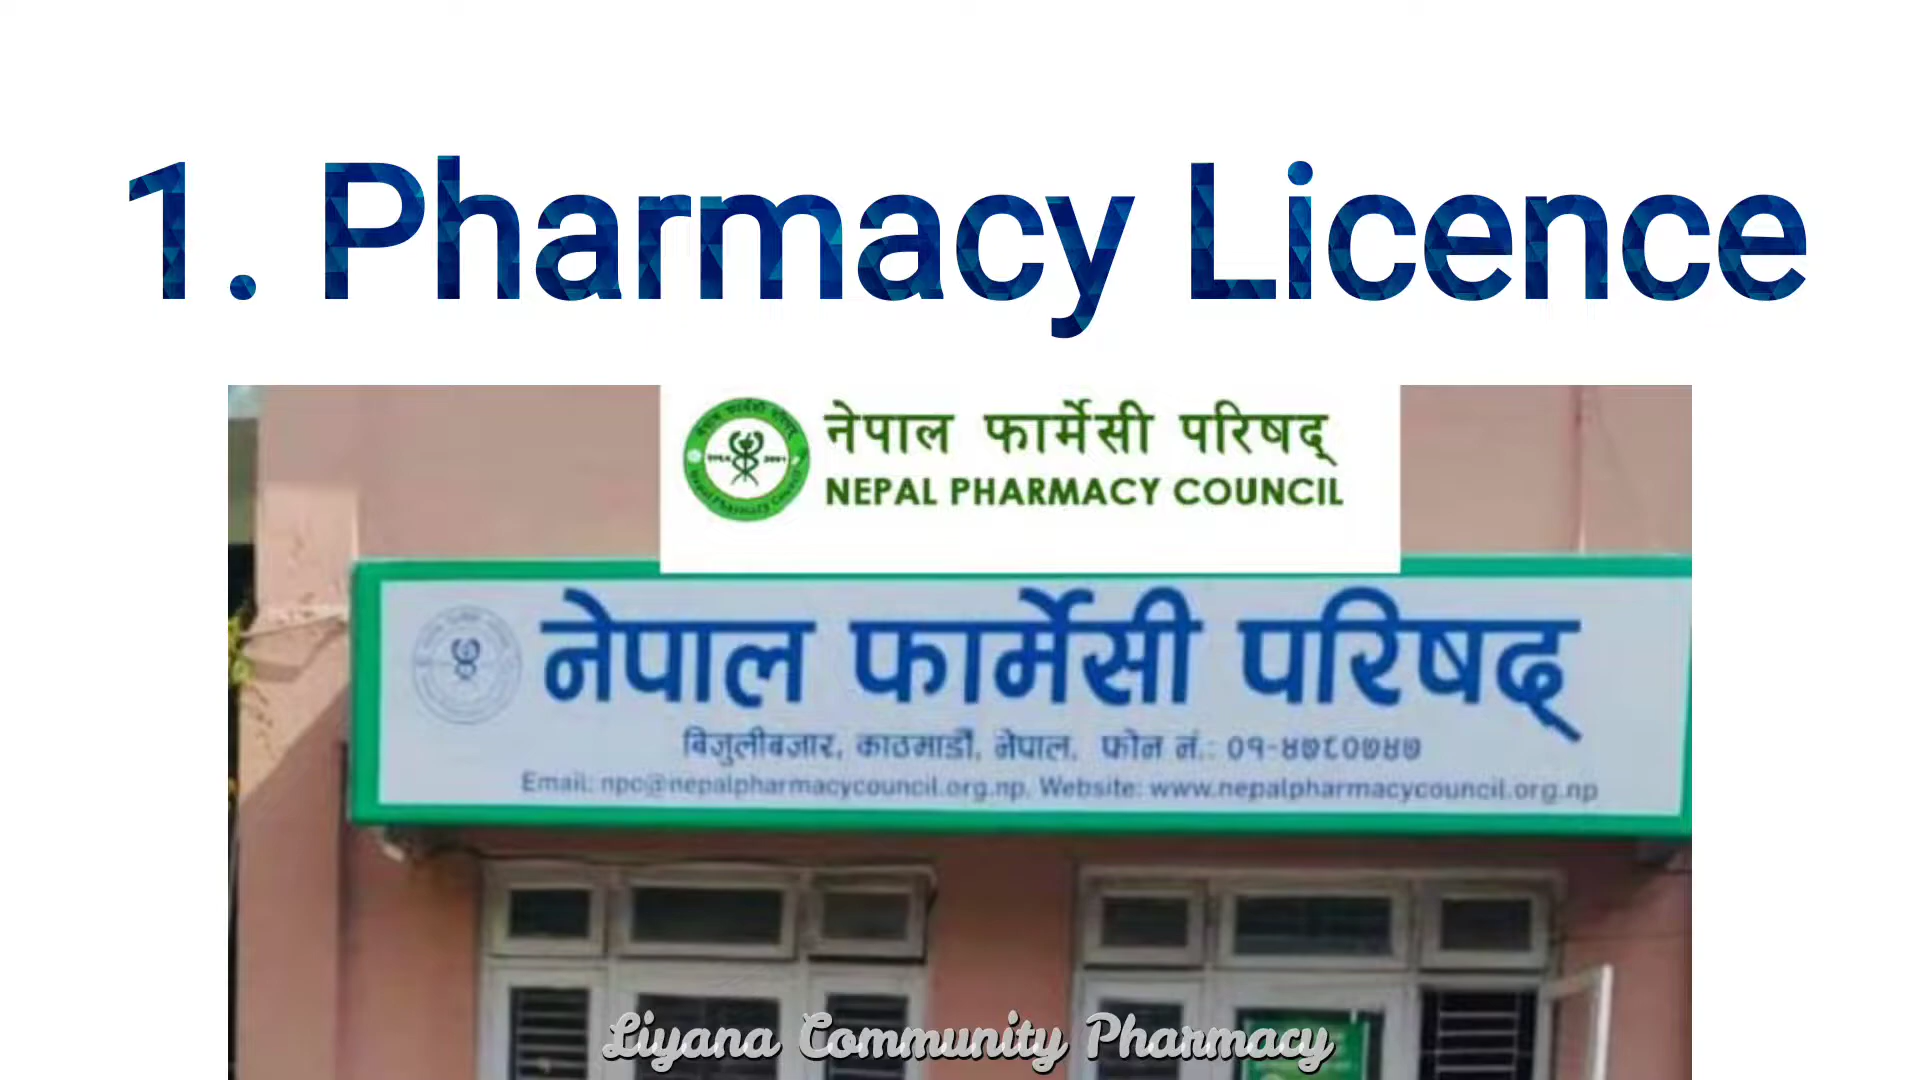 1. Pharmacy Licence
नेपाल फार्मेसी परिषद्
NEPAL PHARMACY COUNCIL
नेपाल फार्मेसी परिषद्
बिजुलीबजार, काठमाडौं, नेपाल. फोन नं.: ०१-४७८०७४७
Email: npc@nepalpharmacycouncil.org.np, Website: www.nepalpharmacycouncil.org.np
Liyana Community Pharmacy